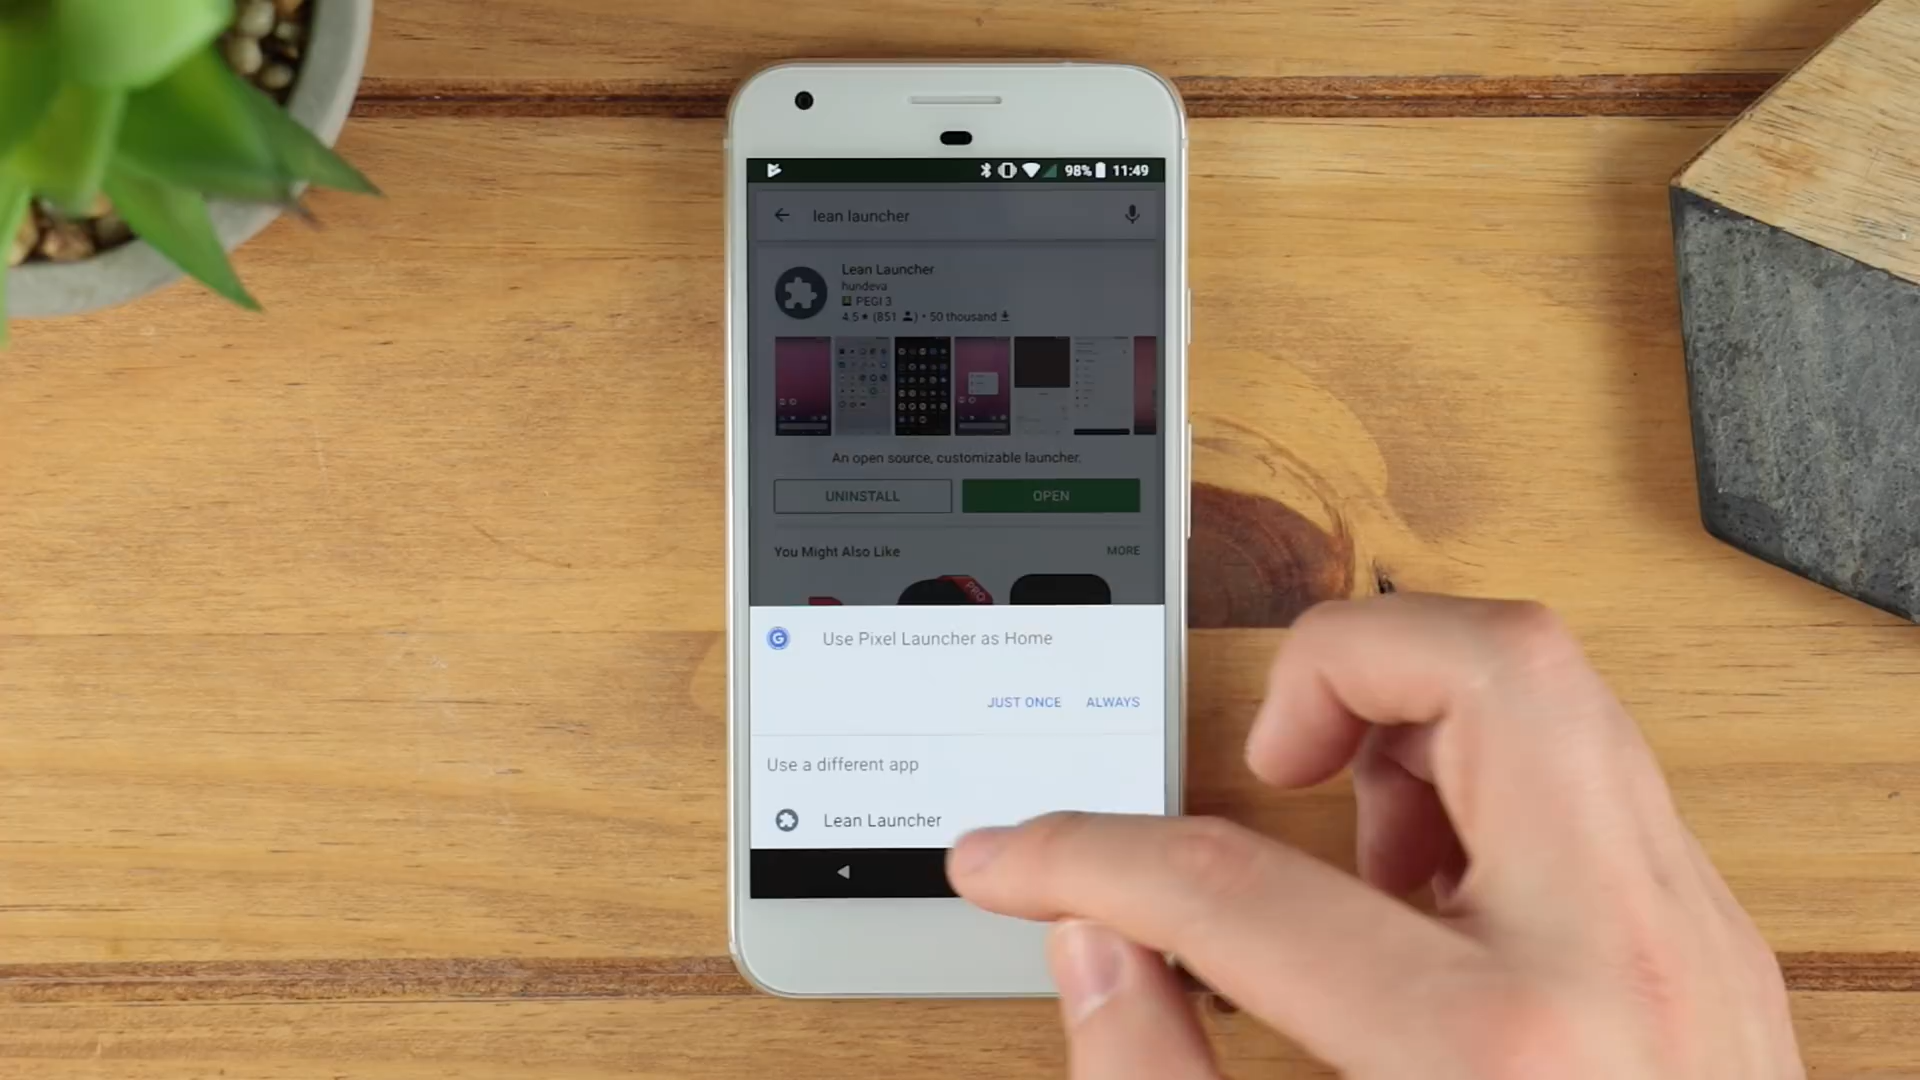 98% 11:49
lean launcher
Lean Launcher
hundeva
PEGI 3
4.5 ★ (851) • 50 thousand
An open source, customizable launcher.
UNINSTALL OPEN
You Might Also Like MORE
PRO
Use Pixel Launcher as Home
JUST ONCE ALWAYS
Use a different app
Lean Launcher